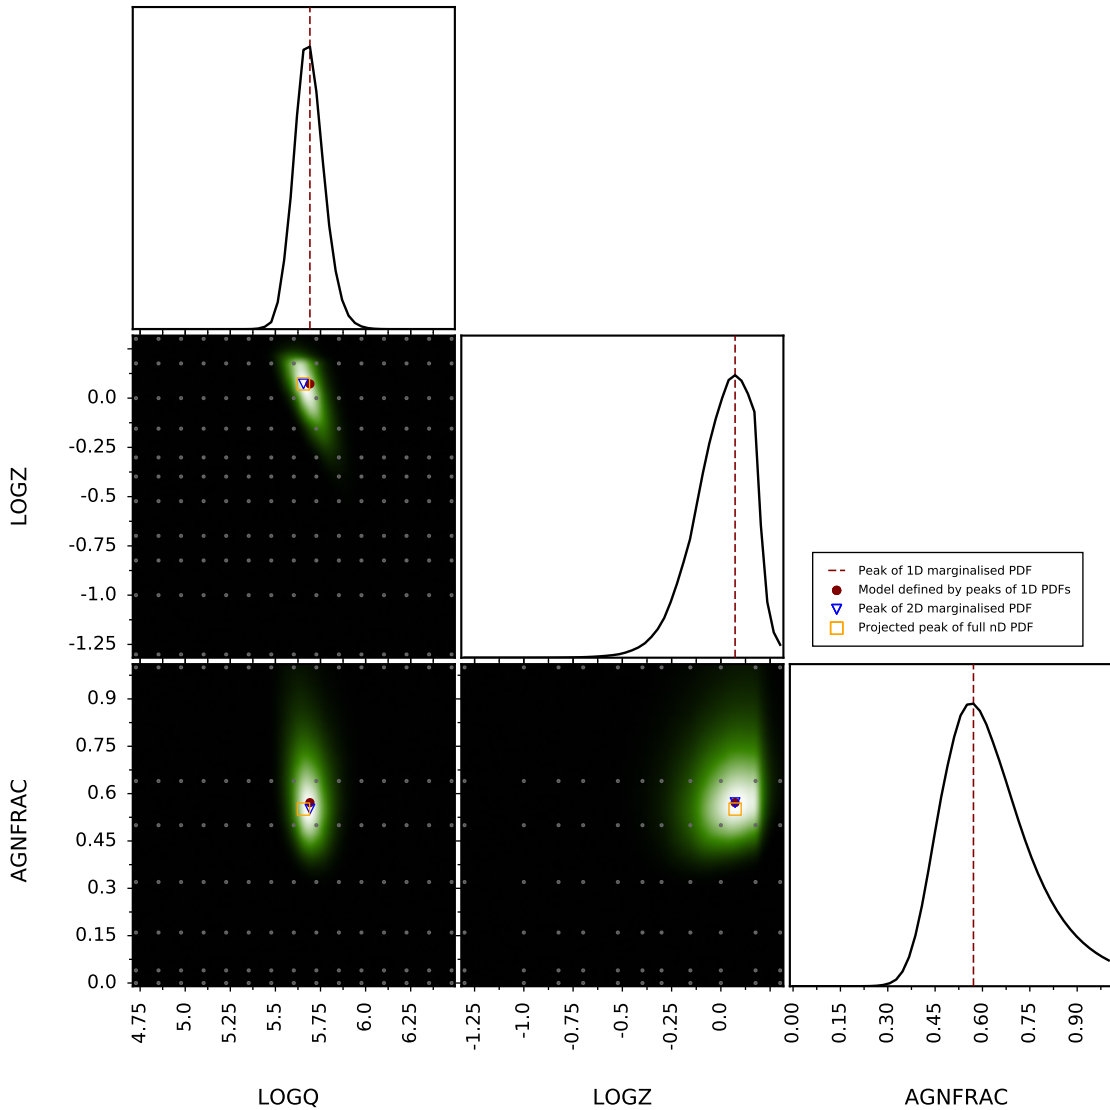 LOGZ
0.0
-0.25
-0.5
-0.75
-1.0
-1.25
Peak of 1D marginalised PDF
Model defined by peaks of 1D PDFs
Peak of 2D marginalised PDF
Projected peak of full nD PDF
AGNFRAC
0.9
0.75
0.6
0.45
0.3
0.15
0.0
4.75 5.0 5.25 5.5 5.75 6.0 6.25 -1.25 -1.0 -0.75 -0.5 -0.25 0.0 0.00 0.15 0.30 0.45 0.60 0.75 0.90
LOGQ LOGZ AGNFRAC